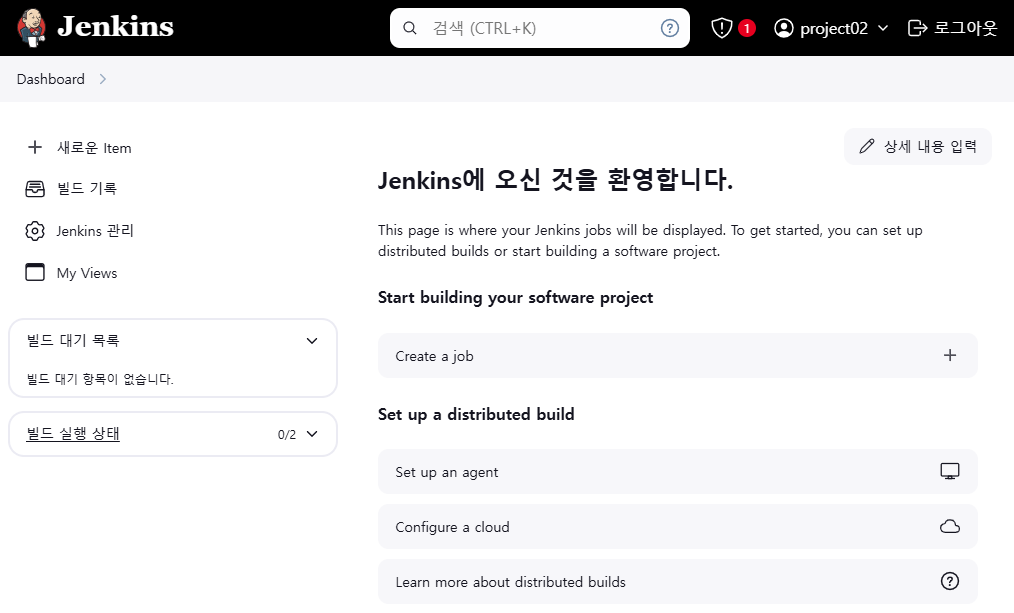 Jenkins
검색 (CTRL+K)
?
1
project02
로그아웃
Dashboard
새로운 Item
빌드 기록
Jenkins 관리
My Views
빌드 대기 목록
빌드 대기 항목이 없습니다.
빌드 실행 상태
0/2
상세 내용 입력
Jenkins에 오신 것을 환영합니다.
This page is where your Jenkins jobs will be displayed. To get started, you can set up
distributed builds or start building a software project.
Start building your software project
Create a job
Set up a distributed build
Set up an agent
Configure a cloud
Learn more about distributed builds
?